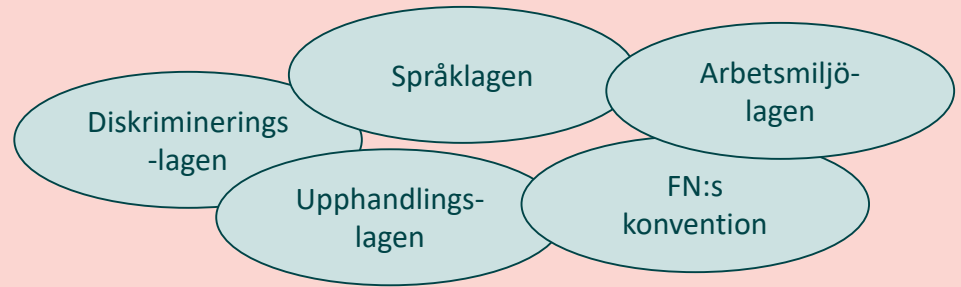 Diskriminerings
-lagen
Språklagen
Arbetsmiljö-
lagen
Upphandlings-
lagen
FN:s
konvention